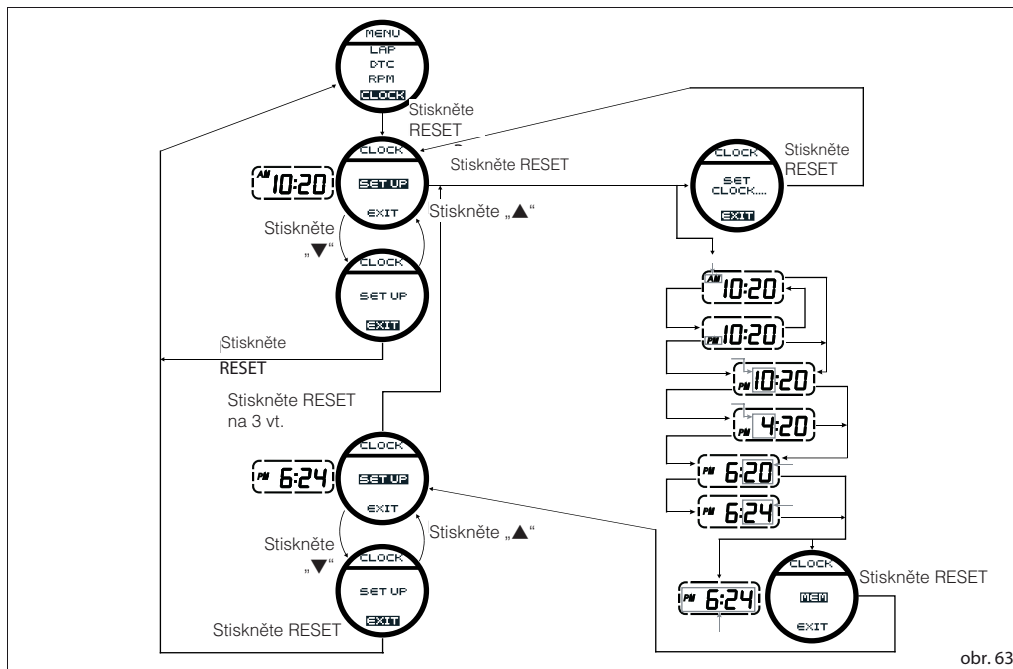 MENU
LAP
DTC
RPM
CLOCK
Stiskněte
RESET
CLOCK
SET UP
EXIT
AM 10:20
Stiskněte RESET
Stiskněte
„▼“
Stiskněte „▲“
CLOCK
SET UP
EXIT
Stiskněte
RESET
CLOCK
SET
CLOCK....
EXIT
Stiskněte
RESET
AM 10:20
PM 10:20
PM 10:20
PM 4:20
PM 6:20
PM 6:24
Stiskněte RESET
na 3 vt.
CLOCK
SET UP
EXIT
PM 6:24
Stiskněte
„▼“
Stiskněte „▲“
CLOCK
SET UP
EXIT
Stiskněte RESET
PM 6:24
CLOCK
MEM
EXIT
Stiskněte RESET
obr. 63